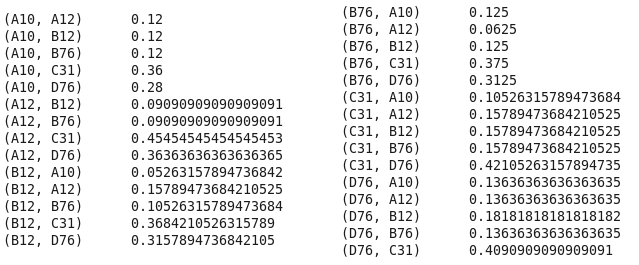 (A10, A12) 0.12
(A10, B12) 0.12
(A10, B76) 0.12
(A10, C31) 0.36
(A10, D76) 0.28
(A12, B12) 0.09090909090909091
(A12, B76) 0.09090909090909091
(A12, C31) 0.45454545454545453
(A12, D76) 0.36363636363636365
(B12, A10) 0.05263157894736842
(B12, A12) 0.15789473684210525
(B12, B76) 0.10526315789473684
(B12, C31) 0.3684210526315789
(B12, D76) 0.3157894736842105
(B76, A10) 0.125
(B76, A12) 0.0625
(B76, B12) 0.125
(B76, C31) 0.375
(B76, D76) 0.3125
(C31, A10) 0.10526315789473684
(C31, A12) 0.15789473684210525
(C31, B12) 0.15789473684210525
(C31, B76) 0.15789473684210525
(C31, D76) 0.42105263157894735
(D76, A10) 0.13636363636363635
(D76, A12) 0.13636363636363635
(D76, B12) 0.18181818181818182
(D76, B76) 0.13636363636363635
(D76, C31) 0.4090909090909091